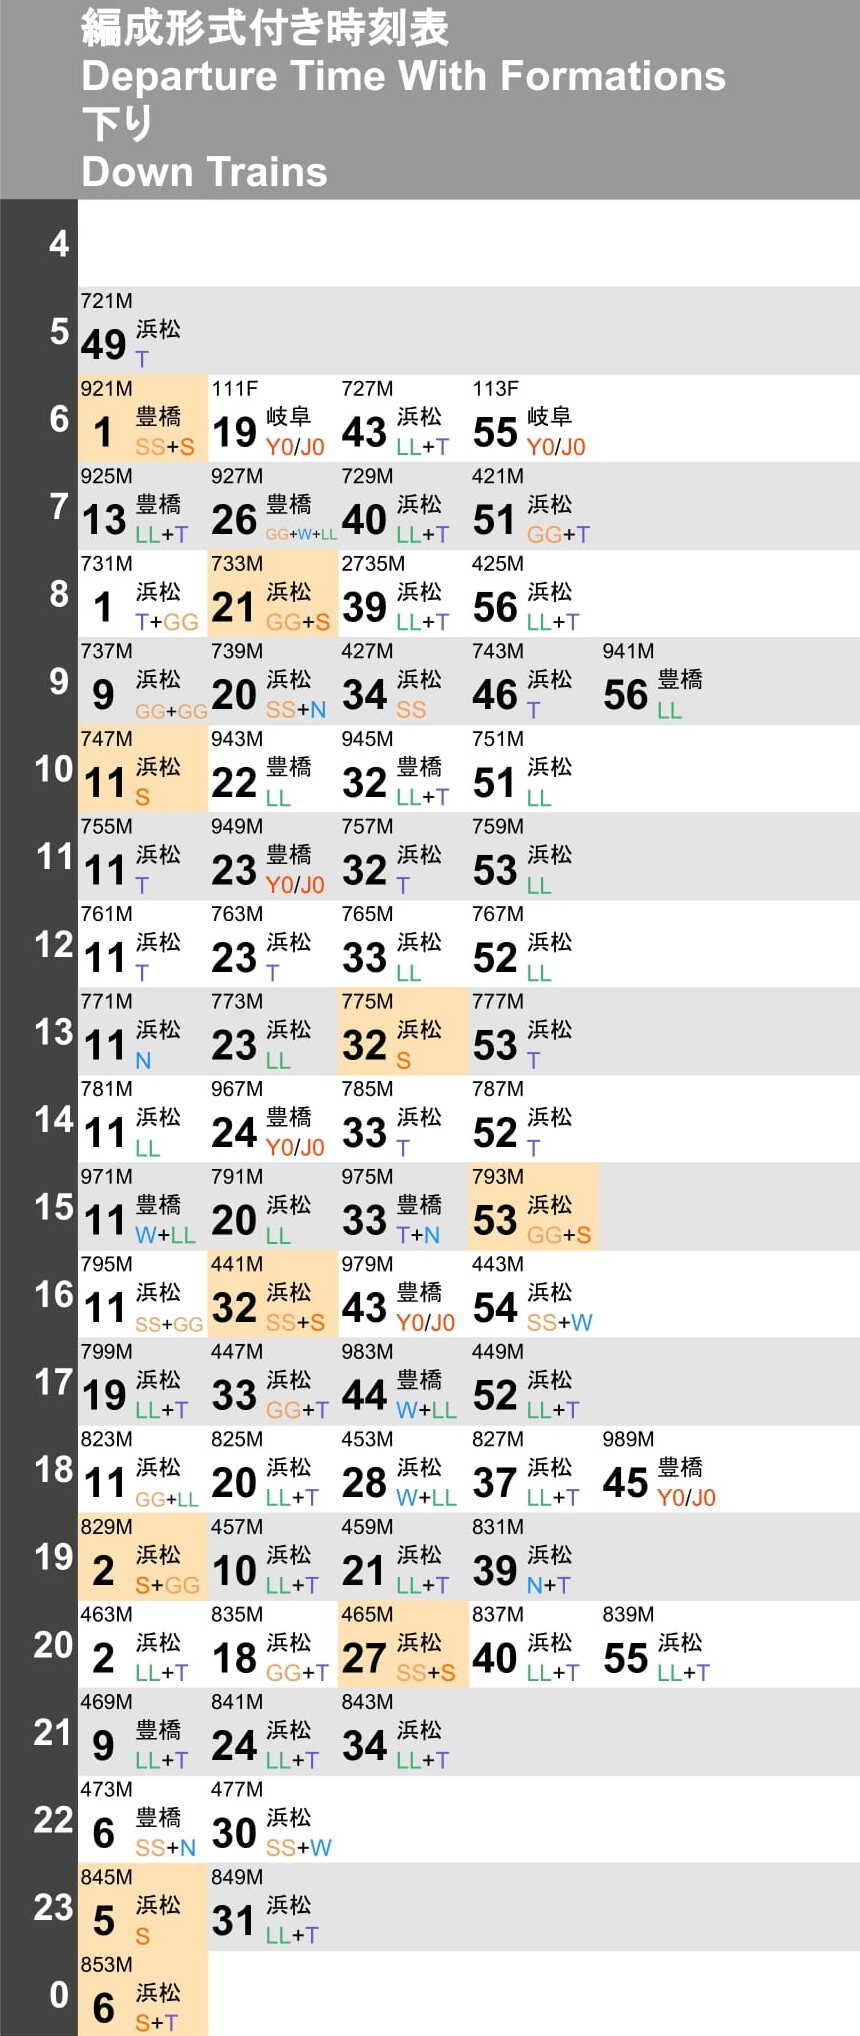 編成形式付き時刻表
Departure Time With Formations
下り
Down Trains
4
5
721M
49 浜松
T
6
921M 111F 727M 113F
1 豊橋 19 岐阜 43 浜松 55 岐阜
SS+S Y0/J0 LL+T Y0/J0
7
925M 927M 729M 421M
13 豊橋 26 豊橋 40 浜松 51 浜松
LL+T GG+W+LL LL+T GG+T
8
731M 733M 2735M 425M
1 浜松 21 浜松 39 浜松 56 浜松
T+GG GG+S LL+T LL+T
9
737M 739M 427M 743M 941M
9 浜松 20 浜松 34 浜松 46 浜松 56 豊橋
GG+GG SS+N SS T LL
10
747M 943M 945M 751M
11 浜松 22 豊橋 32 豊橋 51 浜松
S LL LL+T LL
11
755M 949M 757M 759M
11 浜松 23 豊橋 32 浜松 53 浜松
T Y0/J0 T LL
12
761M 763M 765M 767M
11 浜松 23 浜松 33 浜松 52 浜松
T T LL LL
13
771M 773M 775M 777M
11 浜松 23 浜松 32 浜松 53 浜松
N LL S T
14
781M 967M 785M 787M
11 浜松 24 豊橋 33 浜松 52 浜松
LL Y0/J0 T T
15
971M 791M 975M 793M
11 豊橋 20 浜松 33 豊橋 53 浜松
W+LL LL T+N GG+S
16
795M 441M 979M 443M
11 浜松 32 浜松 43 豊橋 54 浜松
SS+GG SS+S Y0/J0 SS+W
17
799M 447M 983M 449M
19 浜松 33 浜松 44 豊橋 52 浜松
LL+T GG+T W+LL LL+T
18
823M 825M 453M 827M 989M
11 浜松 20 浜松 28 浜松 37 浜松 45 豊橋
GG+LL LL+T W+LL LL+T Y0/J0
19
829M 457M 459M 831M
2 浜松 10 浜松 21 浜松 39 浜松
S+GG LL+T LL+T N+T
20
463M 835M 465M 837M 839M
2 浜松 18 浜松 27 浜松 40 浜松 55 浜松
LL+T GG+T SS+S LL+T LL+T
21
469M 841M 843M
9 豊橋 24 浜松 34 浜松
LL+T LL+T LL+T
22
473M 477M
6 豊橋 30 浜松
SS+N SS+W
23
845M 849M
5 浜松 31 浜松
S LL+T
0
853M
6 浜松
S+T